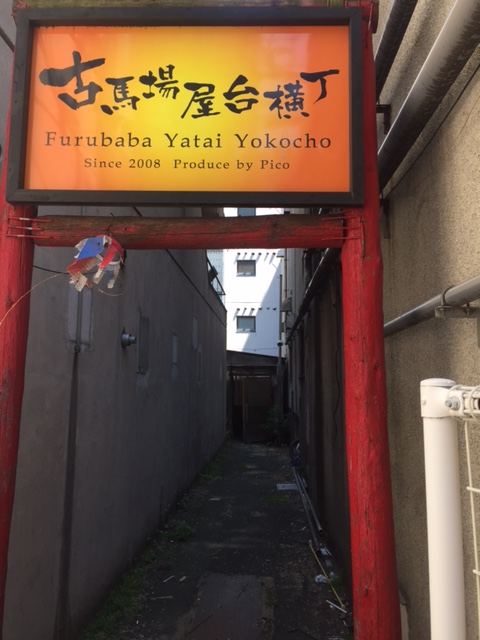 古馬場屋台横丁
Furubaba Yatai Yokocho
Since 2008 Produce by Pico